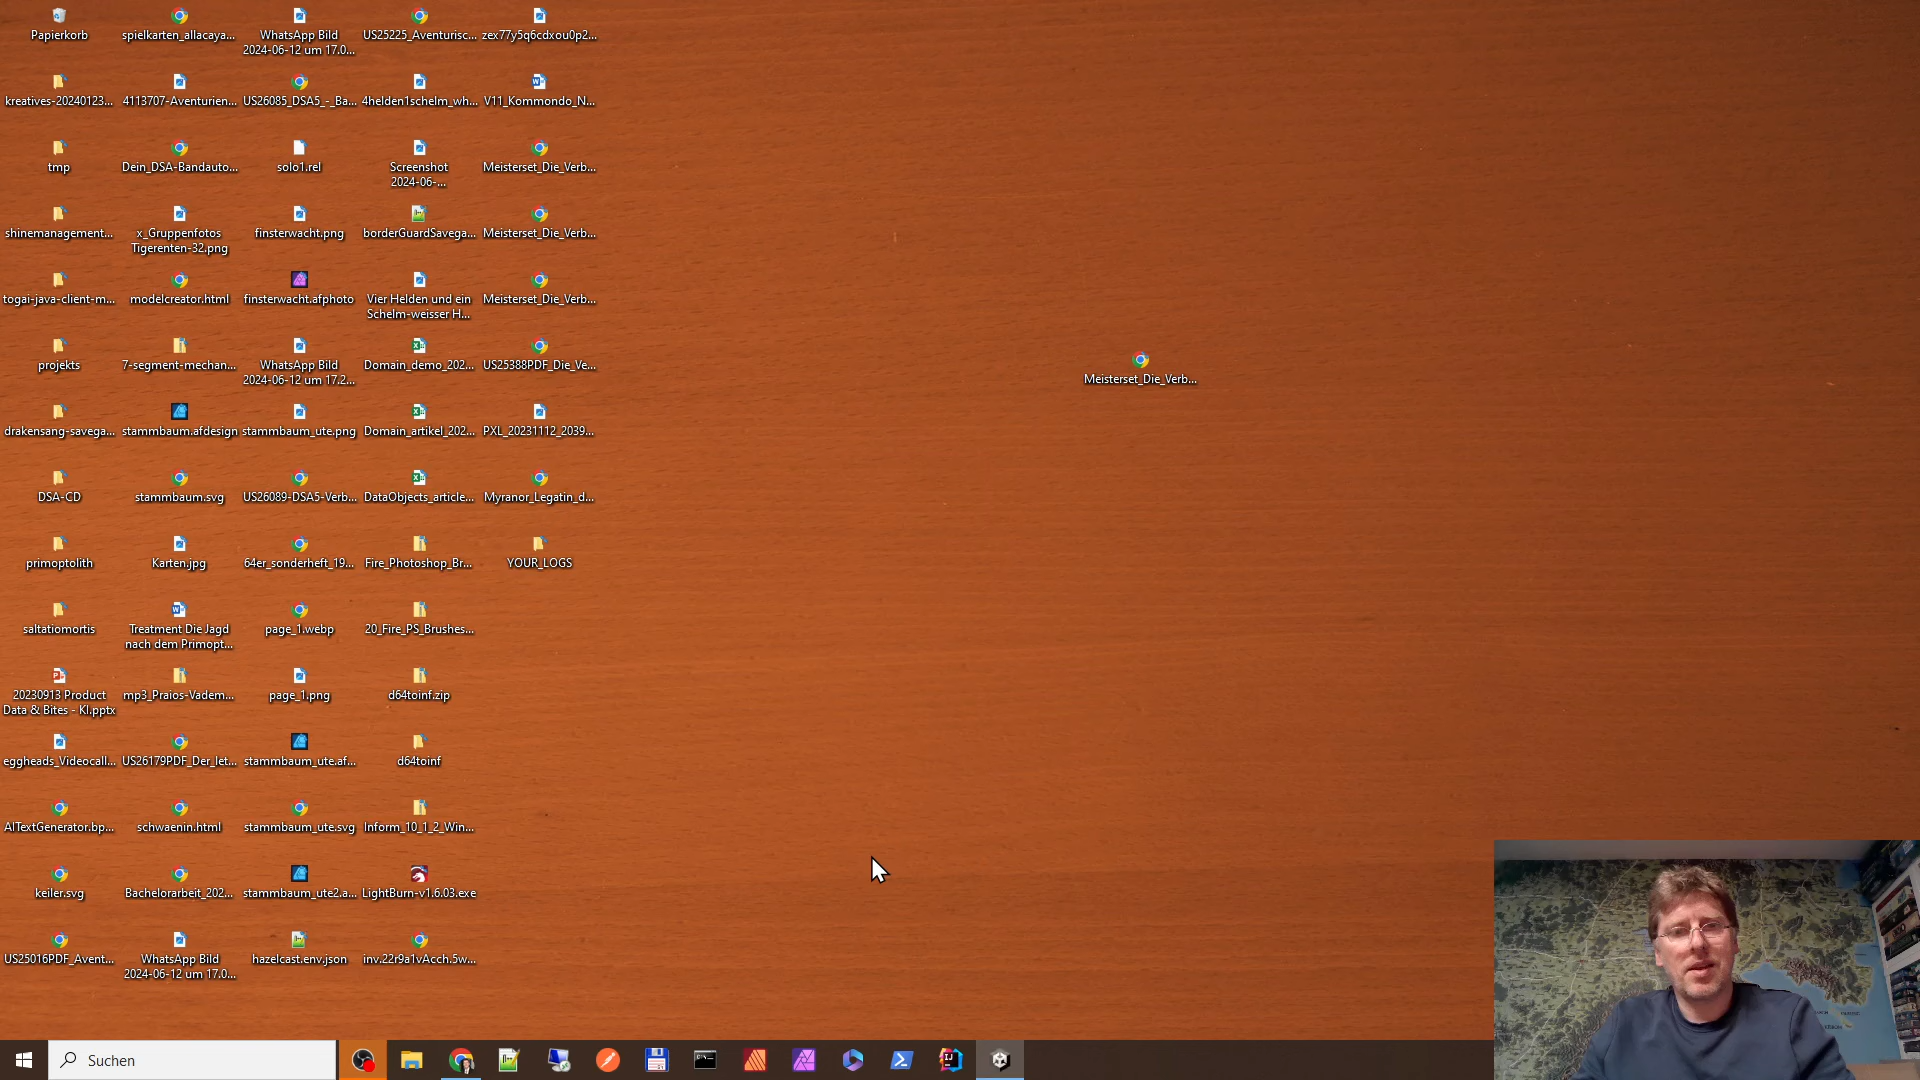 Papierkorb
spielkarten_allacaya...
WhatsApp Bild
2024-06-12 um 17.0...
US25225_Aventurisc...
zex77y5q6cdxou0p2...
kreatives-20240123...
4113707-Aventurien...
US26085_DSA5_-_Ba...
4helden1schelm_wh...
V11_Kommondo_N...
tmp
Dein_DSA-Bandauto...
solo1.rel
Screenshot
2024-06-...
Meisterset_Die_Verb...
shinemanagement...
x_Gruppenfotos
Tigerenten-32.png
finsterwacht.png
borderGuardSavega...
Meisterset_Die_Verb...
togai-java-client-m...
modelcreator.html
finsterwacht.afphoto
Vier Helden und ein
Schelm-weisser H...
Meisterset_Die_Verb...
projekts
7-segment-mechan...
WhatsApp Bild
2024-06-12 um 17.2...
Domain_demo_202...
US25388PDF_Die_Ve...
Meisterset_Die_Verb...
drakensang-savega...
stammbaum.afdesign
stammbaum_ute.png
Domain_artikel_202...
PXL_20231112_2039...
DSA-CD
stammbaum.svg
US26089-DSA5-Verb...
DataObjects_article...
Myranor_Legatin_d...
primoptolith
Karten.jpg
64er_sonderheft_19...
Fire_Photoshop_Br...
YOUR_LOGS
saltatiomortis
Treatment Die Jagd
nach dem Primopt...
page_1.webp
20_Fire_PS_Brushes...
20230913 Product
Data & Bites - KI.pptx
mp3_Praios-Vadem...
page_1.png
d64toinf.zip
eggheads_Videocall...
US26179PDF_Der_let...
stammbaum_ute.af...
d64toinf
AITextGenerator.bp...
schwaenin.html
stammbaum_ute.svg
Inform_10_1_2_Win...
keiler.svg
Bachelorarbeit_202...
stammbaum_ute2.a...
LightBurn-v1.6.03.exe
US25016PDF_Avent...
WhatsApp Bild
2024-06-12 um 17.0...
hazelcast.env.json
inv.22r9a1vAcch.5w...
Suchen